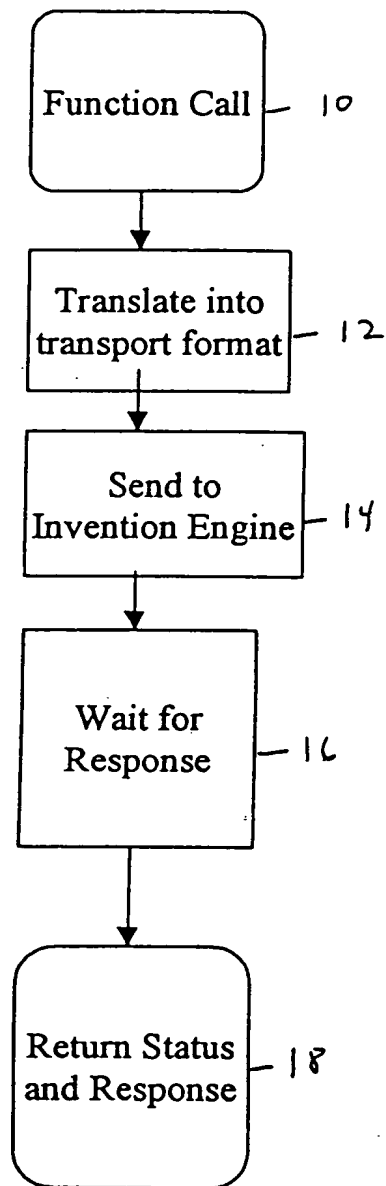 Function Call
10
Translate into
transport format
12
Send to
Invention Engine
14
Wait for
Response
16
Return Status
and Response
18